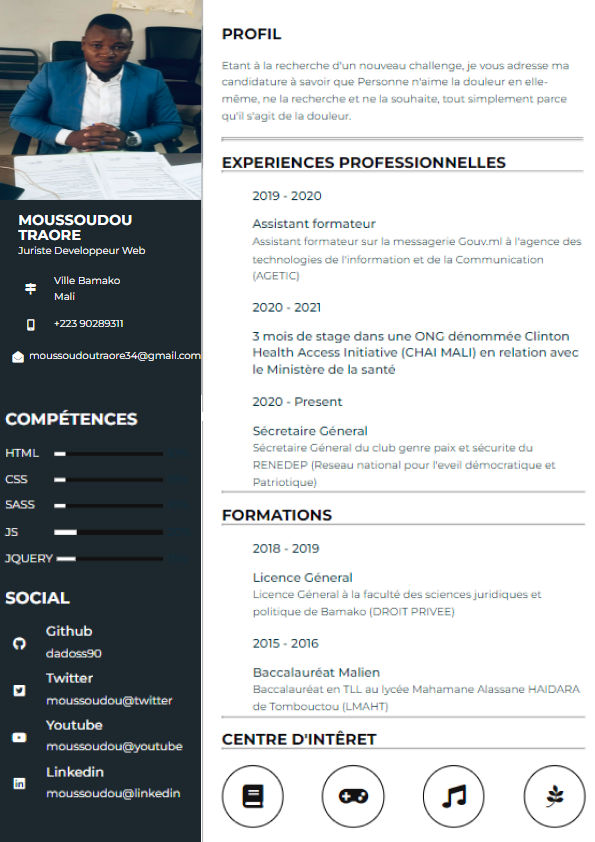 MOUSSOUDOU
TRAORE
Juriste Developpeur Web
Ville Bamako
Mali
+223 90289311
moussoudoutraore34@gmail.com
COMPÉTENCES
HTML
CSS
SASS
JS
JQUERY
SOCIAL
Github
dadoss90
Twitter
moussoudou@twitter
Youtube
moussoudou@youtube
Linkedin
moussoudou@linkedin
PROFIL
Etant à la recherche d'un nouveau challenge, je vous adresse ma
candidature à savoir que Personne n'aime la douleur en elle-
même, ne la recherche et ne la souhaite, tout simplement parce
qu'il s'agit de la douleur.
EXPERIENCES PROFESSIONNELLES
2019 - 2020
Assistant formateur
Assistant formateur sur la messagerie Gouv.ml à l'agence des
technologies de l'information et de la Communication
(AGETIC)
2020 - 2021
3 mois de stage dans une ONG dénommée Clinton
Health Access Initiative (CHAI MALI) en relation avec
le Ministère de la santé
2020 - Present
Sécretaire Géneral
Sécretaire Géneral du club genre paix et sécurite du
RENEDEP (Reseau national pour l'eveil démocratique et
Patriotique)
FORMATIONS
2018 - 2019
Licence Géneral
Licence Géneral à la faculté des sciences juridiques et
politique de Bamako (DROIT PRIVEE)
2015 - 2016
Baccalauréat Malien
Baccalauréat en TLL au lycée Mahamane Alassane HAIDARA
de Tombouctou (LMAHT)
CENTRE D'INTÊRET